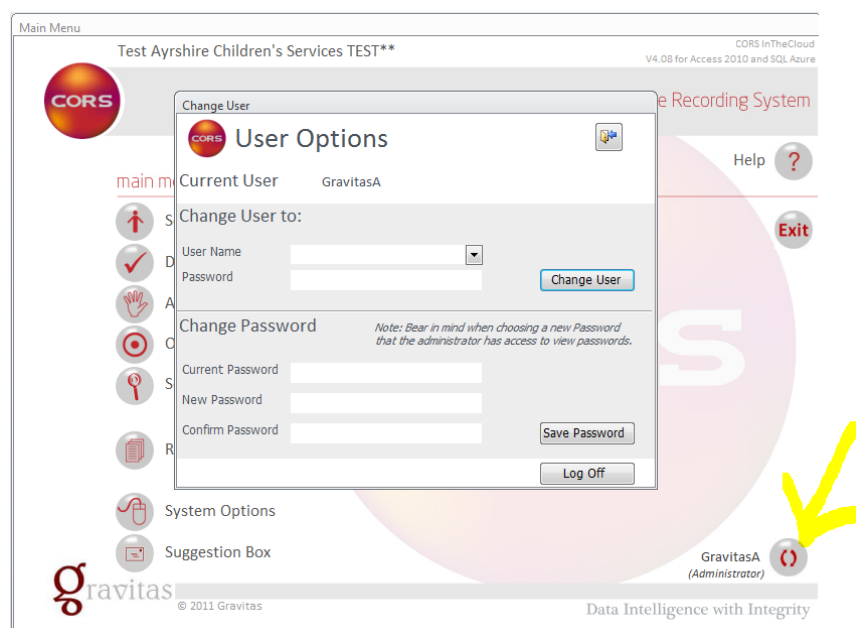 Main Menu
Test Ayrshire Children's Services TEST**
CORS InTheCloud
V4.08 for Access 2010 and SQL Azure
CORS
e Recording System
Help ?
main m
Exit
S
D
A
O
S
R
Change User
CORS User Options
Current User GravitasA
Change User to:
User Name
Password
Change User
Change Password
Note: Bear in mind when choosing a new Password
that the administrator has access to view passwords.
Current Password
New Password
Confirm Password
Save Password
Log Off
S
System Options
Suggestion Box
GravitasA
(Administrator)
gravitas
© 2011 Gravitas
Data Intelligence with Integrity